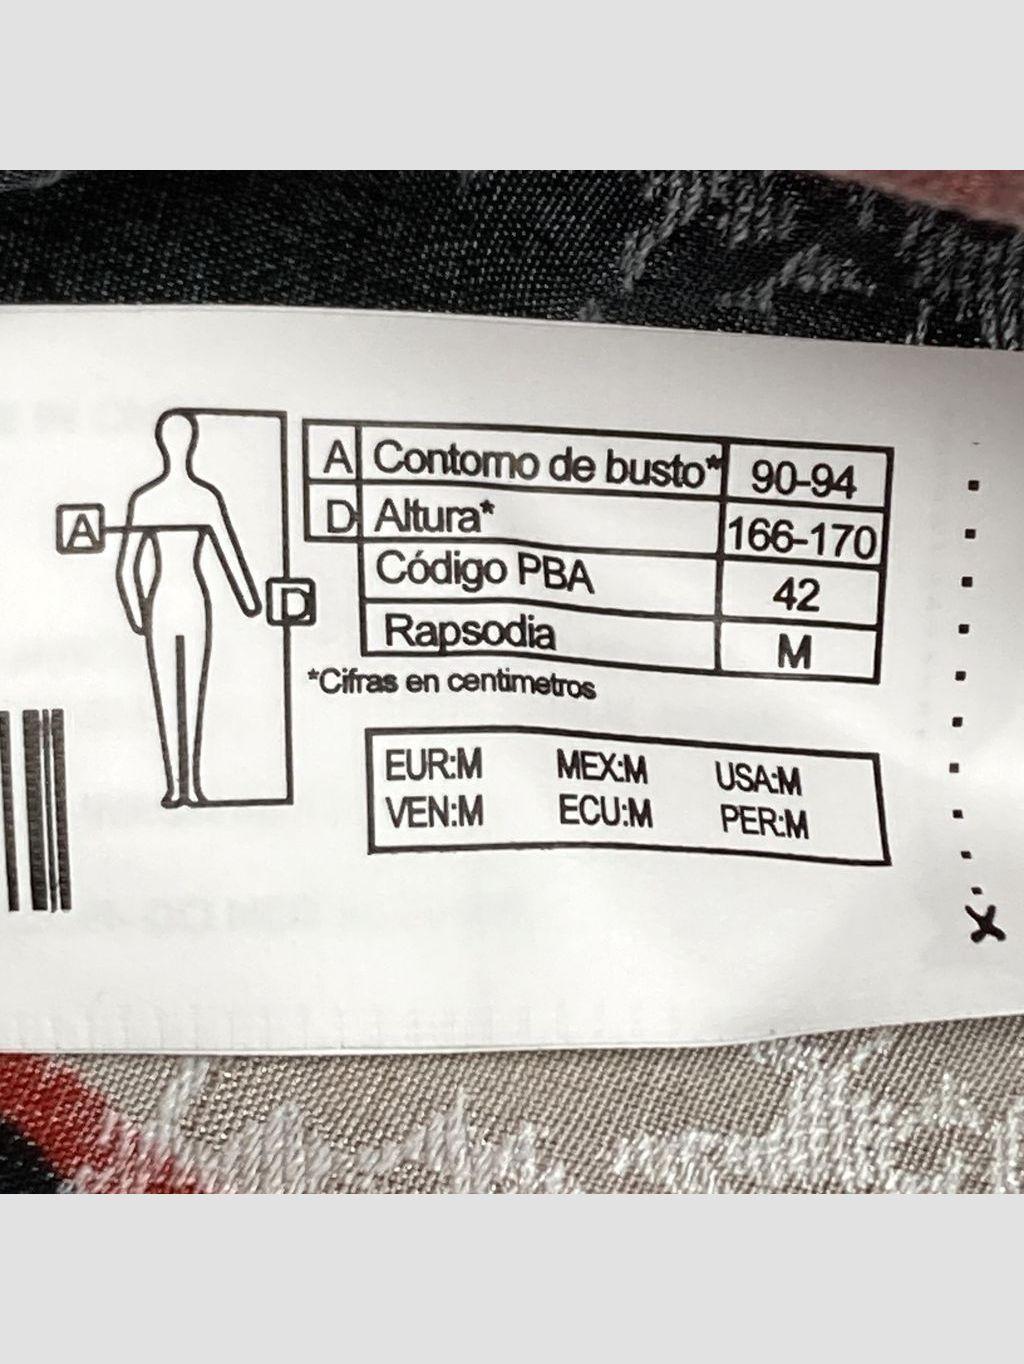 A Contorno de busto* 90-94
D Altura* 166-170
Código PBA 42
Rapsodia M
*Cifras en centimetros
A
D
EUR:M MEX:M USA:M
VEN:M ECU:M PER:M
x